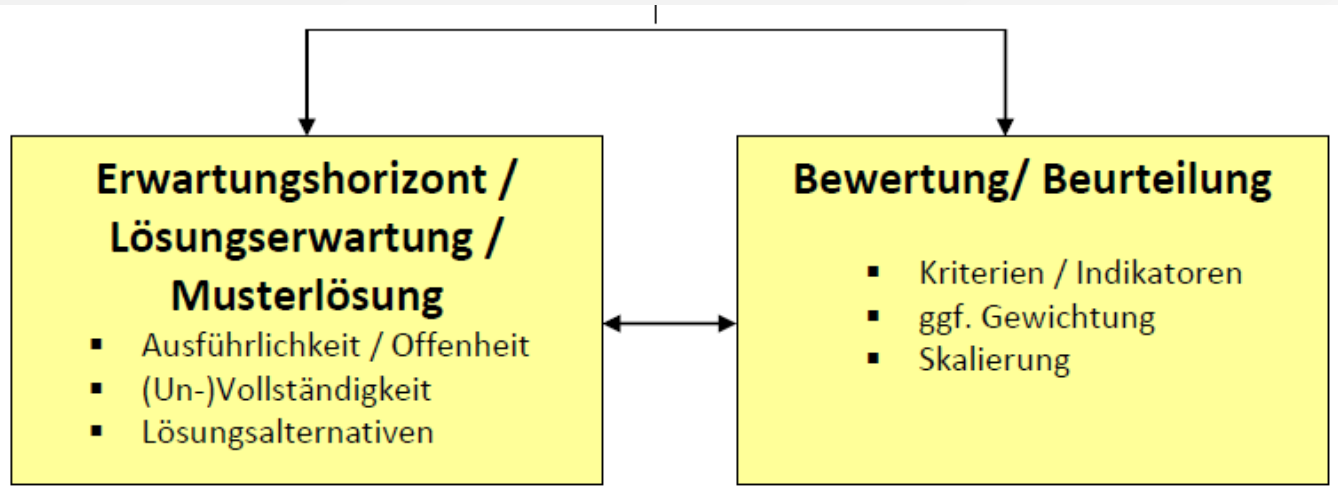 Erwartungshorizont /
Lösungserwartung /
Musterlösung
▪ Ausführlichkeit / Offenheit
▪ (Un-)Vollständigkeit
▪ Lösungsalternativen
Bewertung/ Beurteilung
▪ Kriterien / Indikatoren
▪ ggf. Gewichtung
▪ Skalierung